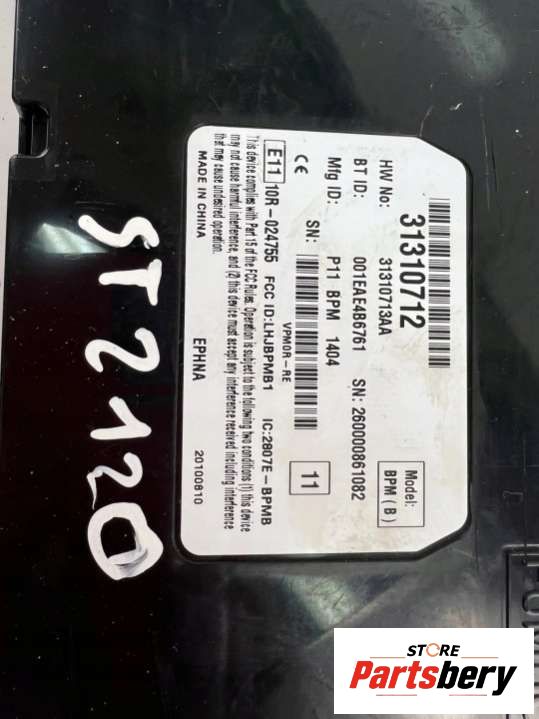 31310712
HW No: 31310713AA
BT ID: 001EAE4B6761 SN: 260000861082
Mfg ID: P11 BPM 1404
Model:
BPM (B)
SN:
11
VPMOR-RE
CE
E11 10R-024755 FCC ID:LHJBPMB1 IC:2807E-BPMB
This device complies with Part 15 of the FCC Rules. Operation is subject to the following two conditions (1) this device
may not cause harmful interference, and (2) this device must accept any interference received including interference
that may cause undesired operation.
MADE IN CHINA EPHNA 20100810
ST2120
STORE
Partsbery